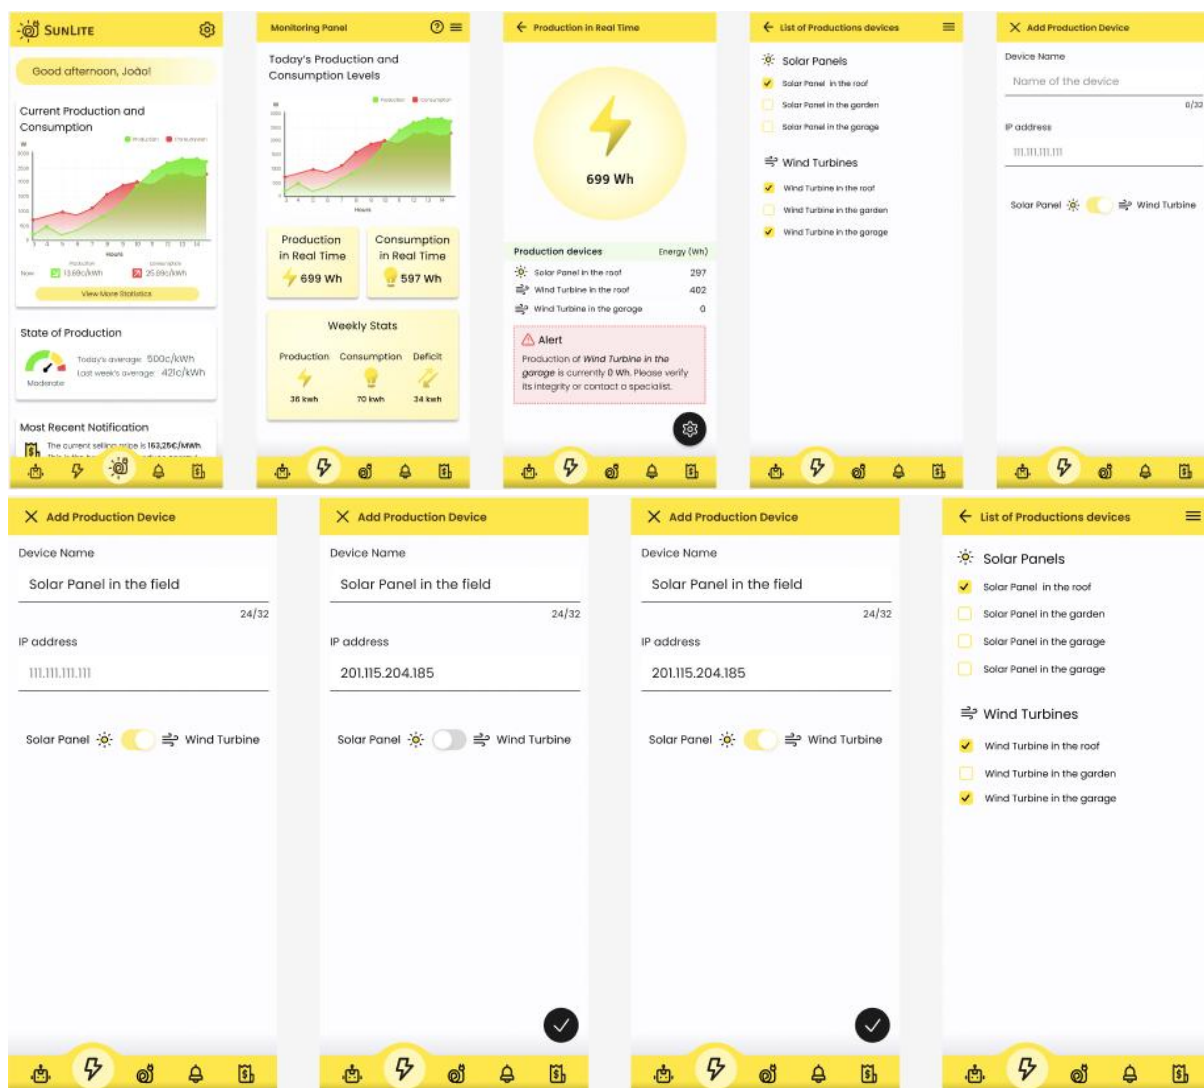 SUNLITE
Good afternoon, João!
Current Production and
Consumption
Production Consumption
W
3 4 5 6 7 8 9 10 9 12 13 14
Hours
Production Consumption
Now
View More Statistics
State of Production
Today's average: 500c/kWh
Last week's average: 421c/kWh
Moderate
Most Recent Notification
The current selling price is 163,25€/MWh.
Monitoring Panel
Today's Production and
Consumption Levels
Production Consumption
W
Hours
Production
in Real Time
699 Wh
Consumption
in Real Time
597 Wh
Weekly Stats
Production Consumption Deficit
36 kwh 70 kwh 34 kwh
Production in Real Time
699 Wh
Production devices Energy (Wh)
Solar Panel in the roof 297
Wind Turbine in the roof 402
Wind Turbine in the garage 0
Alert
Production of Wind Turbine in the
garage is currently 0 Wh. Please verify
its integrity or contact a specialist.
List of Productions devices
Solar Panels
Solar Panel in the roof
Solar Panel in the garden
Solar Panel in the garage
Wind Turbines
Wind Turbine in the roof
Wind Turbine in the garden
Wind Turbine in the garage
Add Production Device
Device Name
Name of the device
0/32
IP address
111.111.111.111
Solar Panel Wind Turbine
Add Production Device
Device Name
Solar Panel in the field
24/32
IP address
111.111.111.111
Solar Panel Wind Turbine
Add Production Device
Device Name
Solar Panel in the field
24/32
IP address
201.115.204.185
Solar Panel Wind Turbine
Add Production Device
Device Name
Solar Panel in the field
24/32
IP address
201.115.204.185
Solar Panel Wind Turbine
List of Productions devices
Solar Panels
Solar Panel in the roof
Solar Panel in the garden
Solar Panel in the garage
Solar Panel in the garage
Wind Turbines
Wind Turbine in the roof
Wind Turbine in the garden
Wind Turbine in the garage